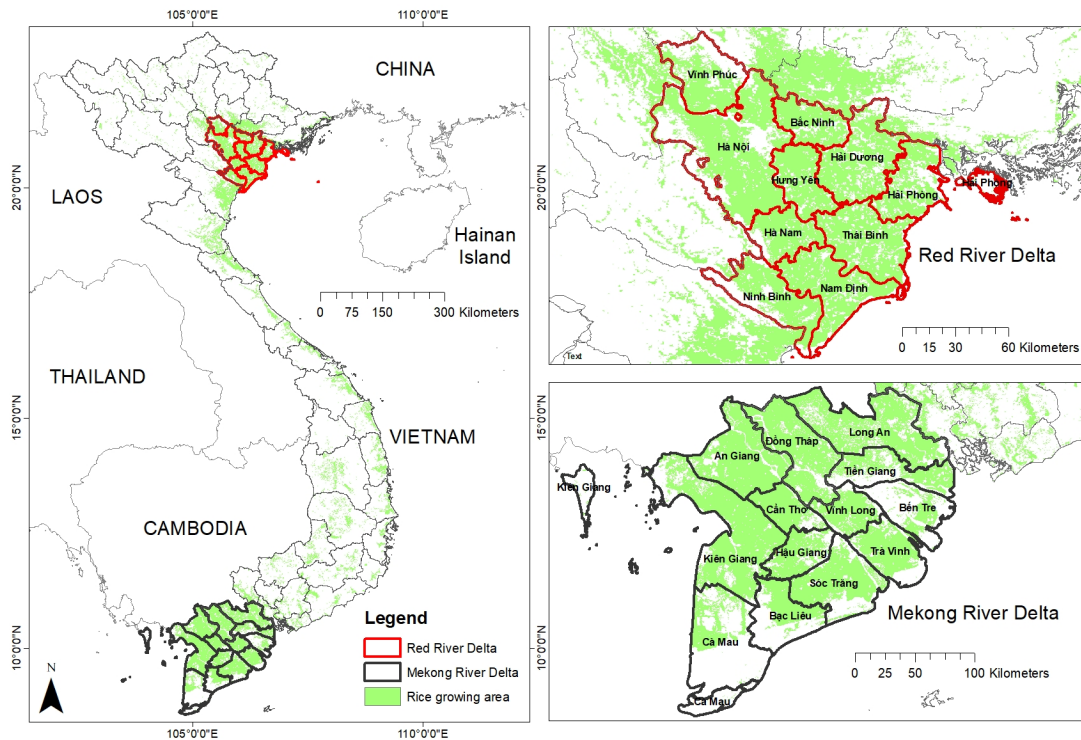 105°0'0"E
110°0'0"E
CHINA
20°0'0"N
LAOS
Hainan
Island
0 75 150 300 Kilometers
THAILAND
15°0'0"N
VIETNAM
CAMBODIA
Legend
Red River Delta
Mekong River Delta
Rice growing area
10°0'0"N
N
105°0'0"E
110°0'0"E
20°0'0"N
15°0'0"N
10°0'0"N
Vĩnh Phúc
Bắc Ninh
Hà Nội
Hải Dương
Hưng Yên
Hải Phòng
Hải Phòng
Hà Nam
Thái Bình
Red River Delta
Nam Định
Ninh Bình
0 15 30 60 Kilometers
Text
Đồng Tháp
Long An
An Giang
Tiền Giang
Kiên Giang
Cần Thơ
Vĩnh Long
Bến Tre
Kiên Giang
Hậu Giang
Trà Vinh
Sóc Trăng
Bạc Liêu
Mekong River Delta
Cà Mau
0 25 50 100 Kilometers
Cà Mau